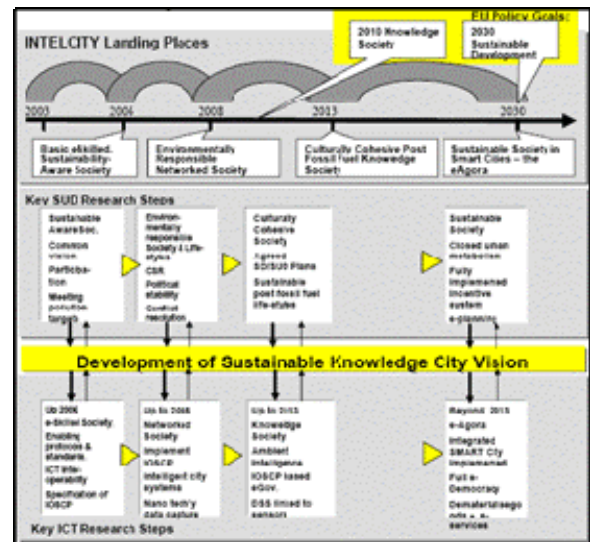 EU Policy Goals:
INTELCITY Landing Places
2010 Knowledge
Society
2030
Sustainable
Development
2003
2006
2008
2013
2030
Basic eSkilled,
Sustainability-
Aware Society
Environmentally
Responsible
Networked Society
Culturally Cohesive Post
Fossil Fuel Knowledge
Society
Sustainable Society in
Smart Cities – the
eAgora
Key SUD Research Steps
Sustainable
Aware Soc.
Common
vision
Participa-
tion
Meeting
pollution
targets
Environ-
mentally
responsible
Society & Life-
styles
CSR
Political
stability
Conflict
resolution
Culturally
Cohesive
Society
Agreed
SD/SUD Plans
Sustainable
post fossil fuel
life-styles
Sustainable
Society
Closed urban
metabolism
Fully
implemented
incentive
system
e-planning
Development of Sustainable Knowledge City Vision
Up 2006
e-Skilled Society.
Enabling
protocols &
standards.
ICT Inter-
operability
Specification of
IOSCP
Up to 2008
Networked
Society
Implement
IOSCP
Intelligent city
systems
Nano tech'y
data capture
Up to 2013
Knowledge
Society
Ambient
Intelligence
IOSCP based
eGov.
DSS linked to
sensors
Beyond 2013
e-Agora
Integrated
SMART City
Implemented
Full e-
Democracy
services
Key ICT Research Steps